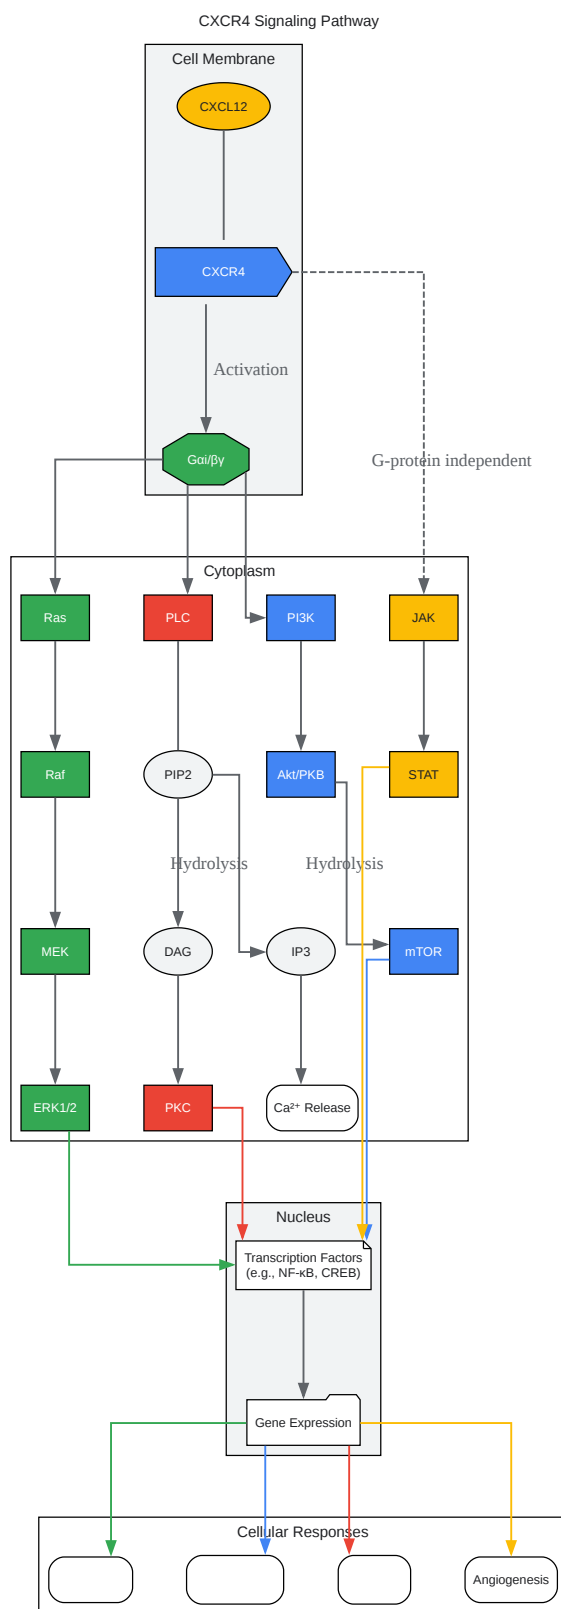 CXCR4 Signaling Pathway
Cell Membrane
CXCL12
CXCR4
Activation
Gαi/βγ
G-protein independent
Cytoplasm
Ras
PLC
PI3K
JAK
Raf
PIP2
Akt/PKB
STAT
Hydrolysis
Hydrolysis
MEK
DAG
IP3
mTOR
ERK1/2
PKC
Ca²⁺ Release
Nucleus
Transcription Factors
(e.g., NF-κB, CREB)
Gene Expression
Cellular Responses
Angiogenesis